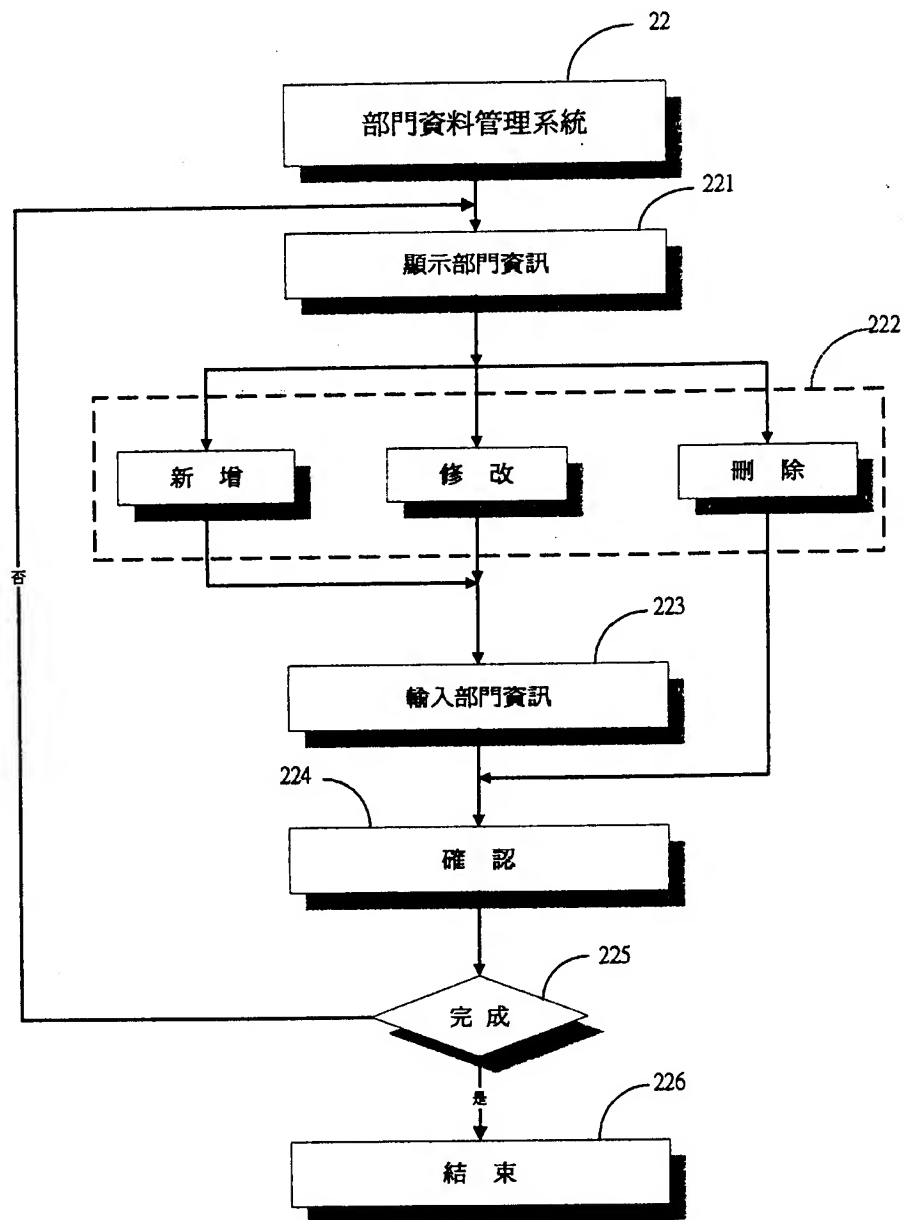 22
部門資料管理系統
221
顯示部門資訊
222
新 增
修 改
刪 除
否
223
輸入部門資訊
224
確 認
225
完 成
是
226
結 束